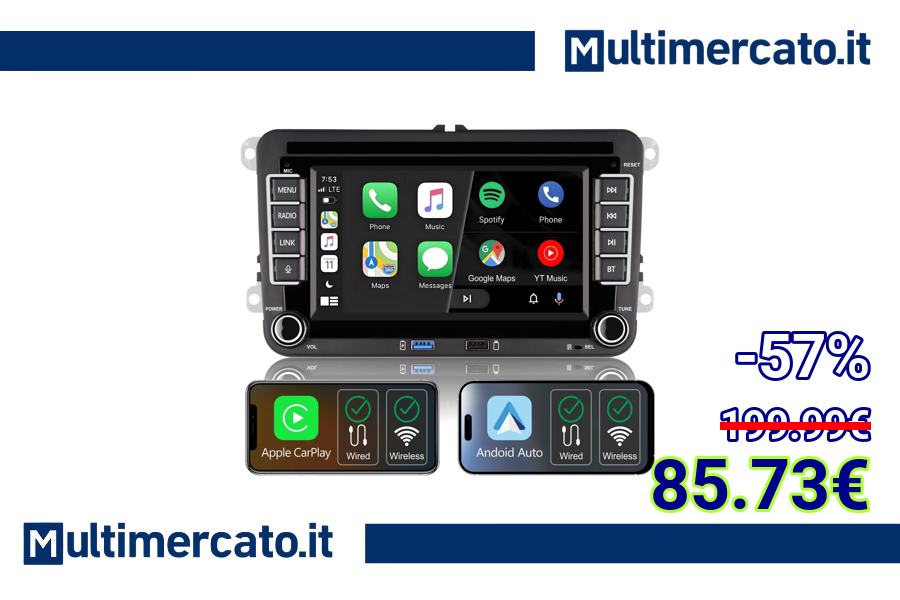 Multimercato.it
MIC
RESET
MENU
RADIO
LINK
7:53
LTE
Phone
Music
Spotify
Phone
11
280
Maps
Messages
Google Maps
YT Music
BT
POWER
TUNE
VOL
SEL
-57%
199.99€
85.73€
Apple CarPlay
Wired
Wireless
Andoid Auto
Wired
Wireless
Multimercato.it